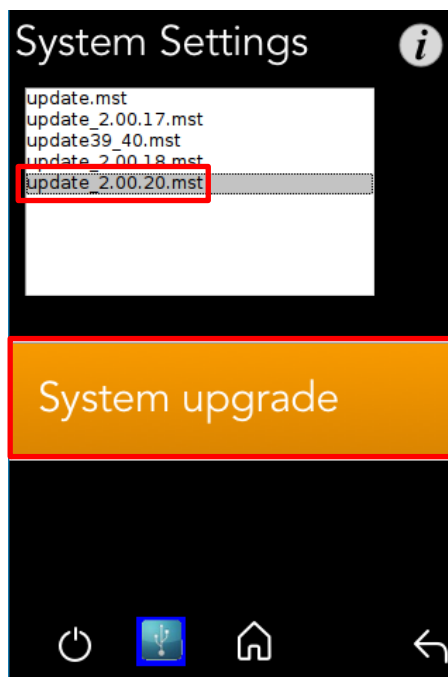 System Settings
i
update.mst
update_2.00.17.mst
update39_40.mst
update_2.00.18.mst
update_2.00.20.mst
System upgrade